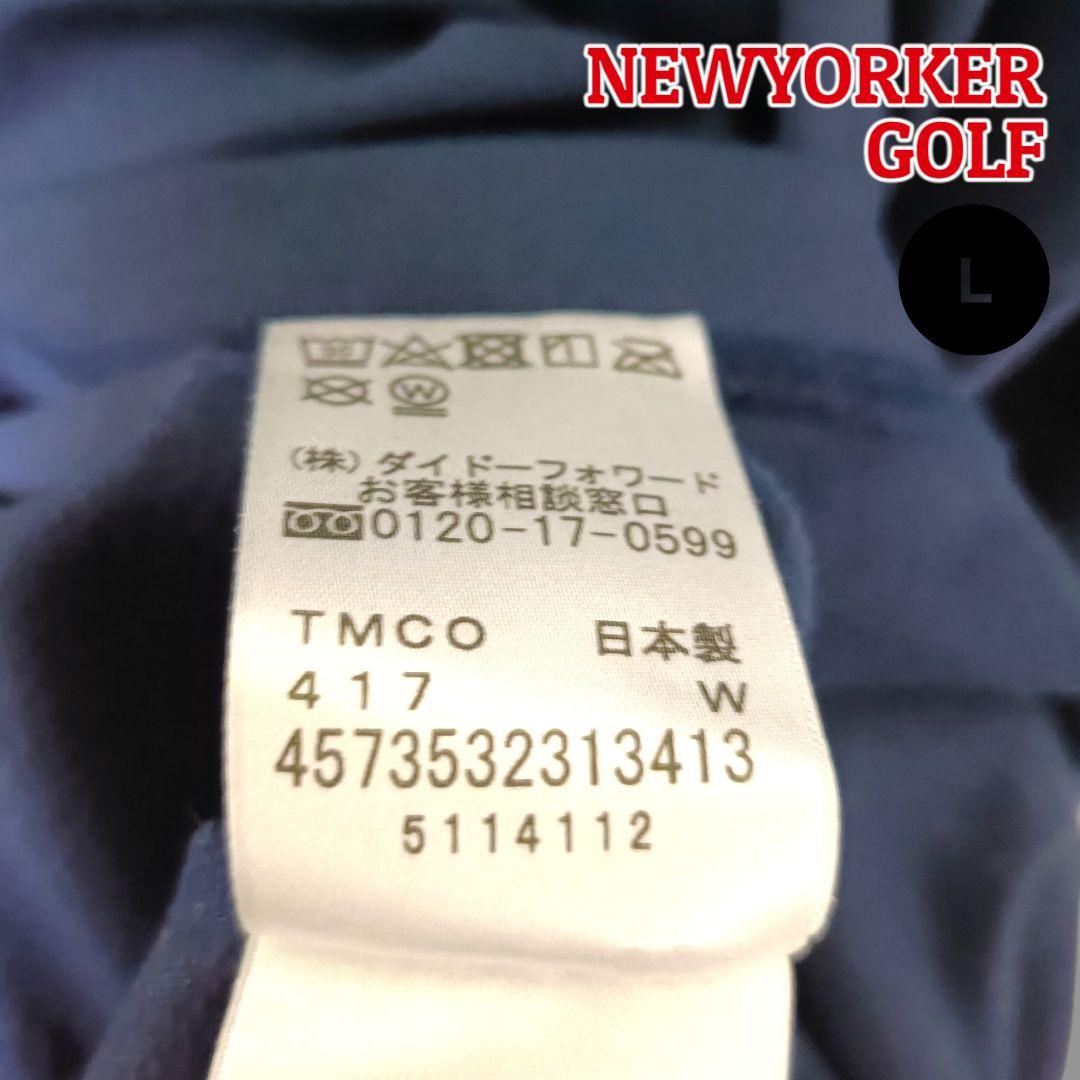 NEWYORKER
GOLF
L
W
(株)ダイドーフォワード
お客様相談窓口
0120-17-0599
TMCO 日本製
417 W
4573532313413
5114112